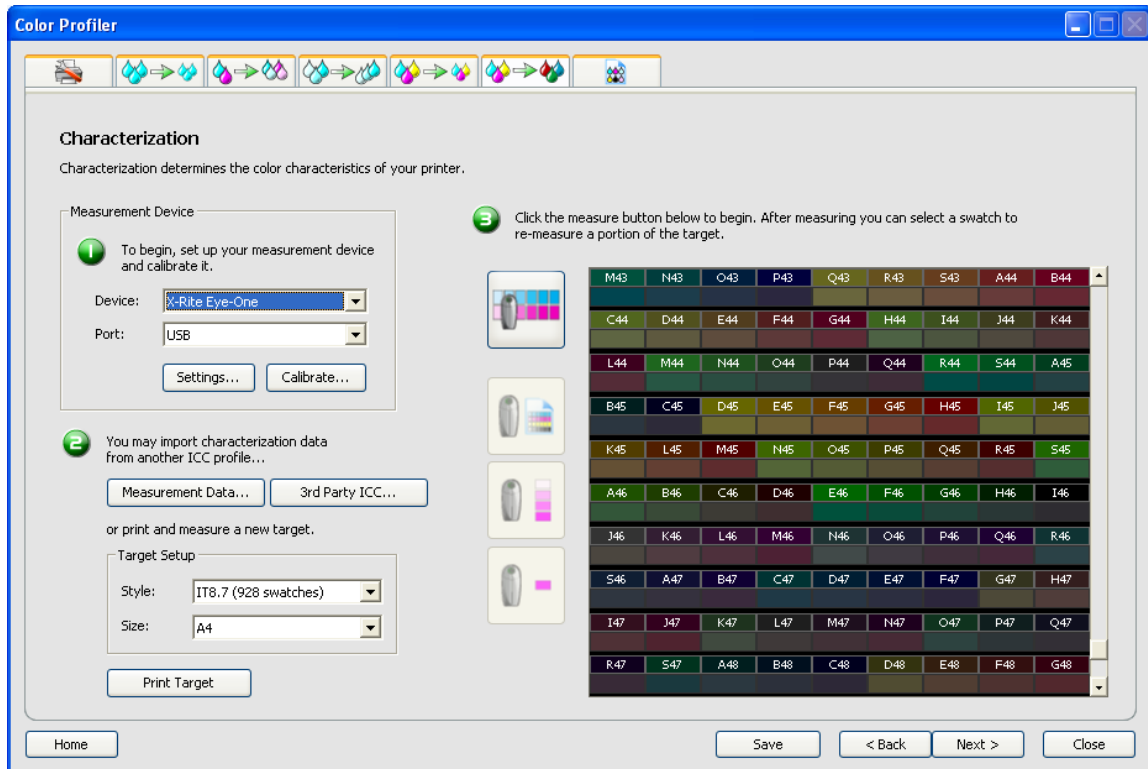 Color Profiler
Characterization
Characterization determines the color characteristics of your printer.
Measurement Device
1
To begin, set up your measurement device
and calibrate it.
Device: X-Rite Eye-One
Port: USB
Settings... Calibrate...
2
You may import characterization data
from another ICC profile...
Measurement Data... 3rd Party ICC...
or print and measure a new target.
Target Setup
Style: IT8.7 (928 swatches)
Size: A4
Print Target
3
Click the measure button below to begin. After measuring you can select a swatch to
re-measure a portion of the target.
M43 N43 O43 P43 Q43 R43 S43 A44 B44
C44 D44 E44 F44 G44 H44 I44 J44 K44
L44 M44 N44 O44 P44 Q44 R44 S44 A45
B45 C45 D45 E45 F45 G45 H45 I45 J45
K45 L45 M45 N45 O45 P45 Q45 R45 S45
A46 B46 C46 D46 E46 F46 G46 H46 I46
J46 K46 L46 M46 N46 O46 P46 Q46 R46
S46 A47 B47 C47 D47 E47 F47 G47 H47
I47 J47 K47 L47 M47 N47 O47 P47 Q47
R47 S47 A48 B48 C48 D48 E48 F48 G48
Home Save < Back Next > Close